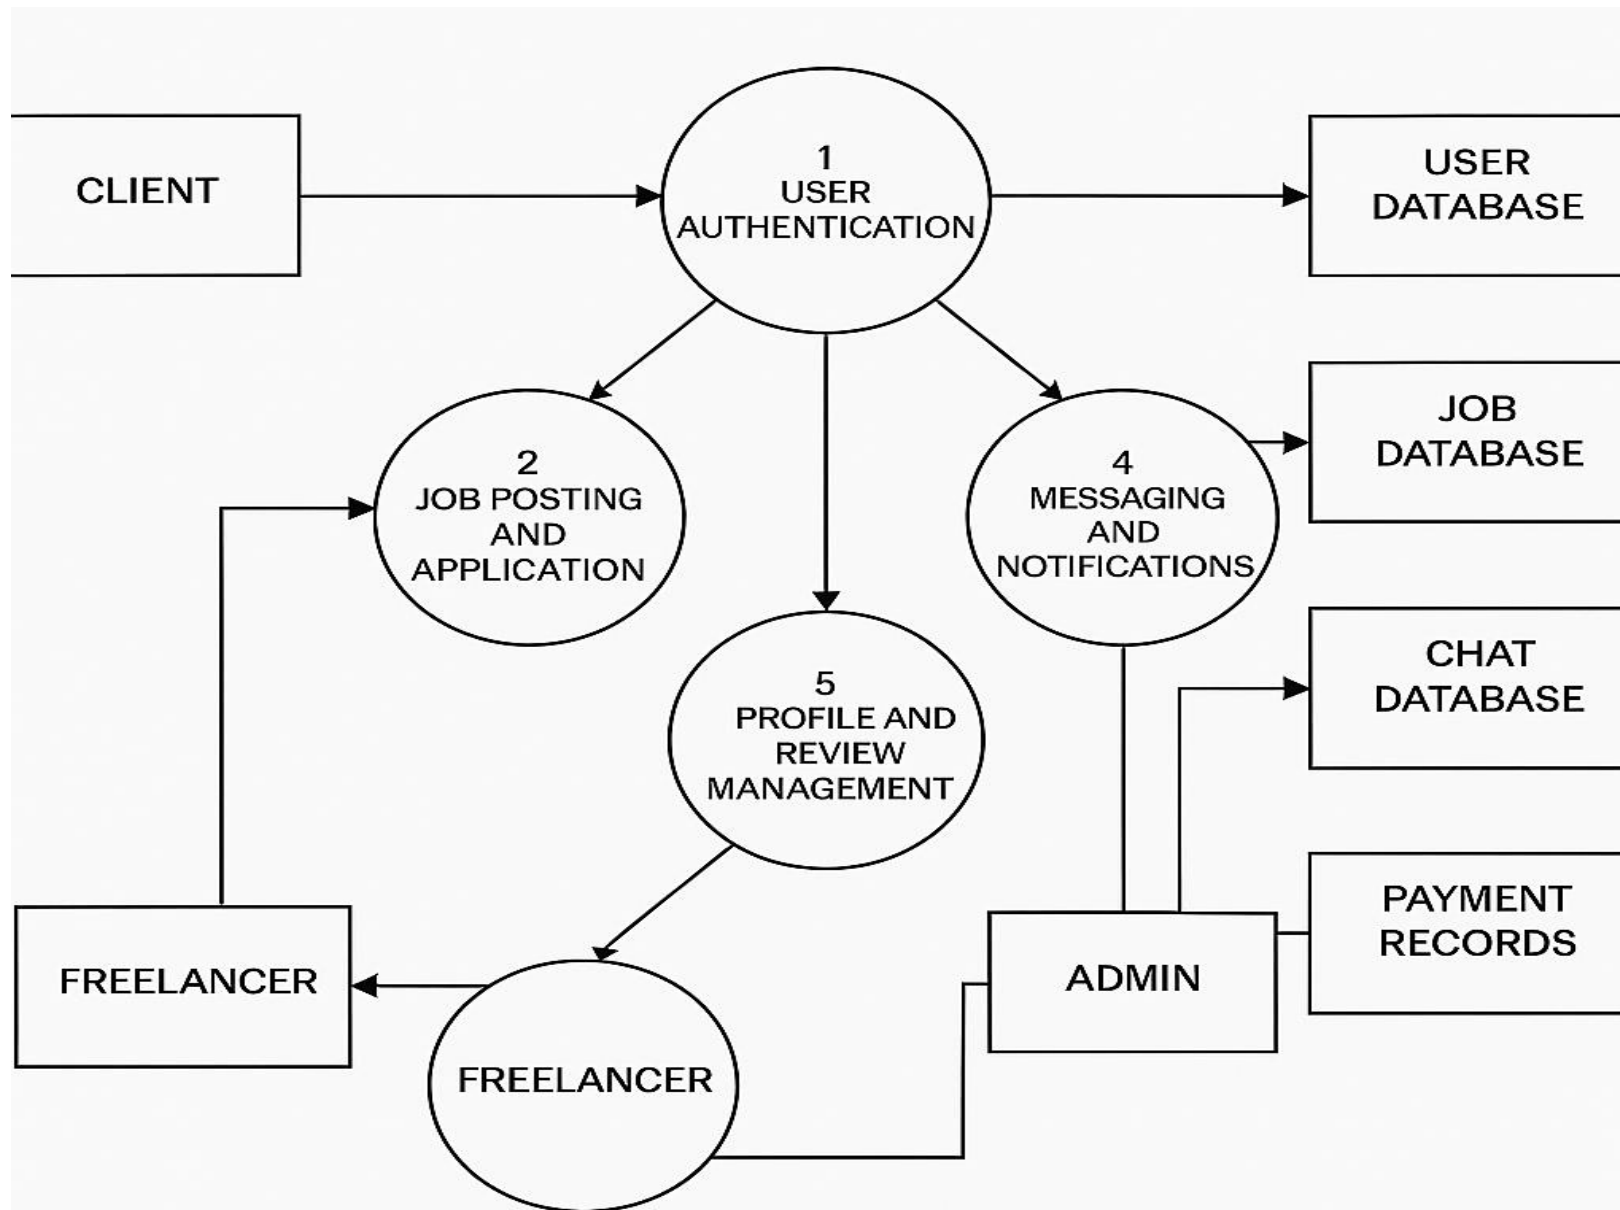 CLIENT
1
USER
AUTHENTICATION
USER
DATABASE
2
JOB POSTING
AND
APPLICATION
4
MESSAGING
AND
NOTIFICATIONS
JOB
DATABASE
5
PROFILE AND
REVIEW
MANAGEMENT
CHAT
DATABASE
FREELANCER
FREELANCER
ADMIN
PAYMENT
RECORDS